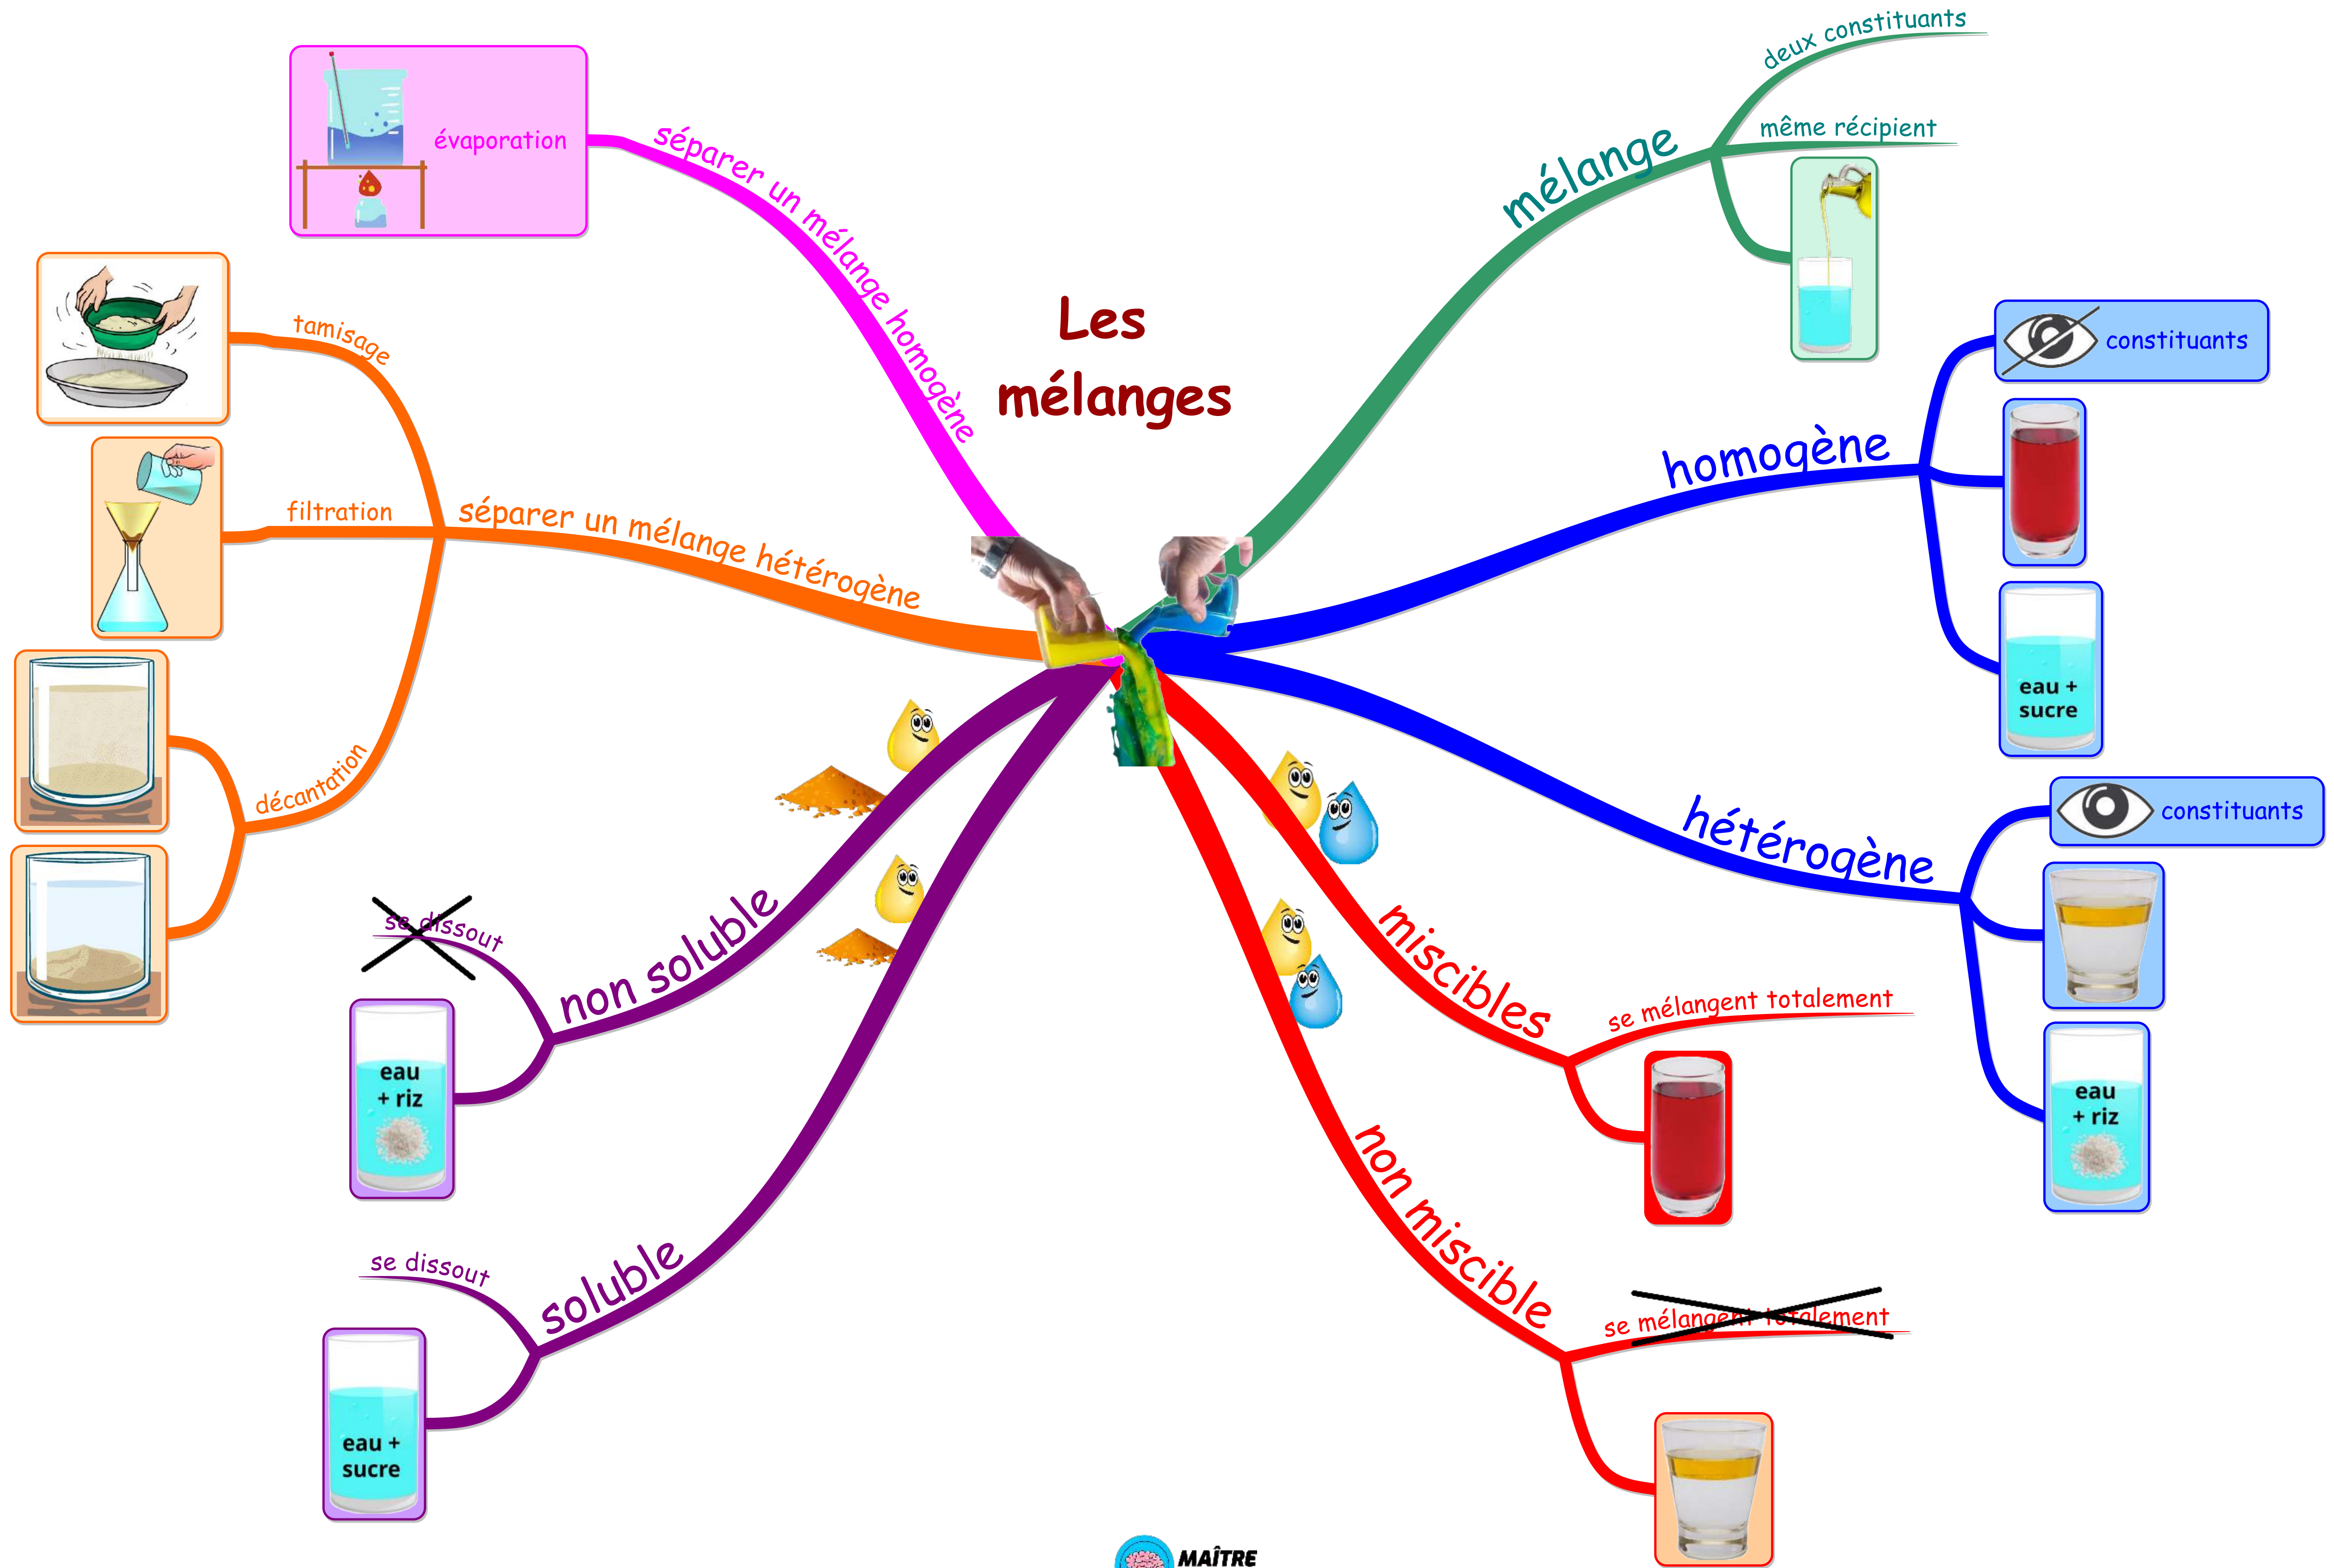 Les
mélanges
mélange
deux constituants
même récipient
homogène
constituants
eau +
sucre
hétérogène
constituants
eau
+ riz
miscibles
se mélangent totalement
non miscible
se mélangent totalement
soluble
se dissout
eau +
sucre
non soluble
se dissout
eau
+ riz
séparer un mélange hétérogène
décantation
filtration
tamisage
séparer un mélange homogène
évaporation
MAÎTRE